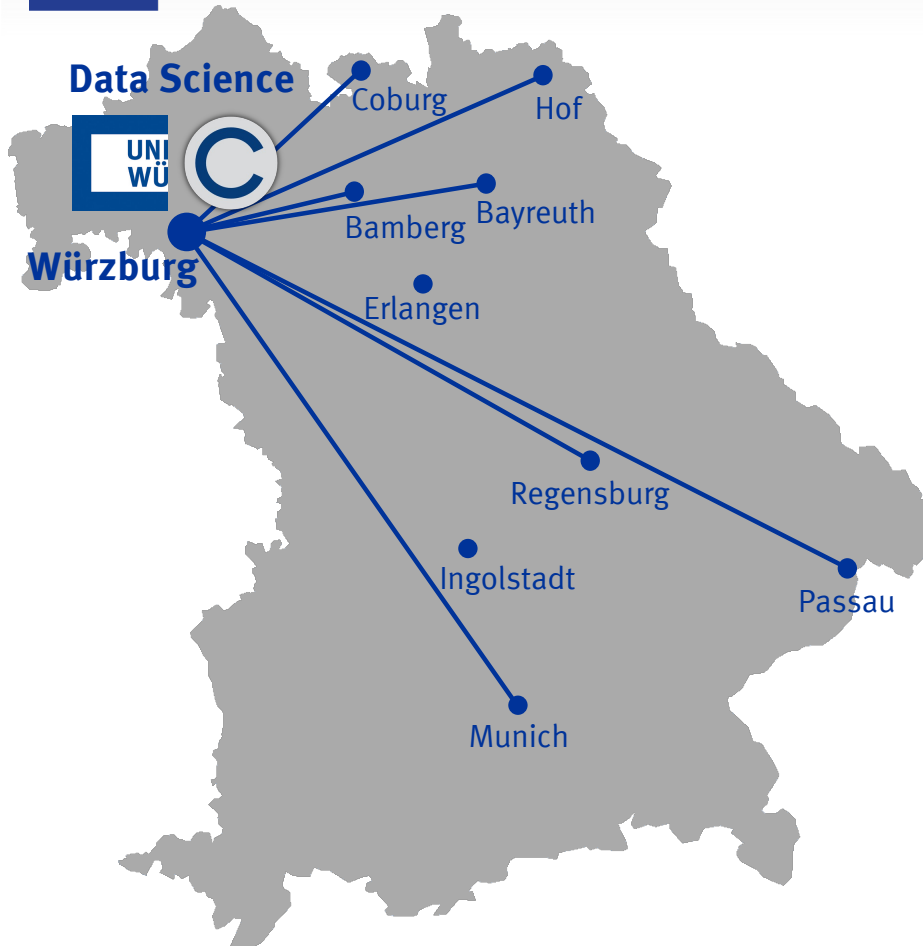 Data Science
Coburg
Hof
UNI
WÜ
Bamberg
Bayreuth
Würzburg
Erlangen
Regensburg
Ingolstadt
Passau
Munich